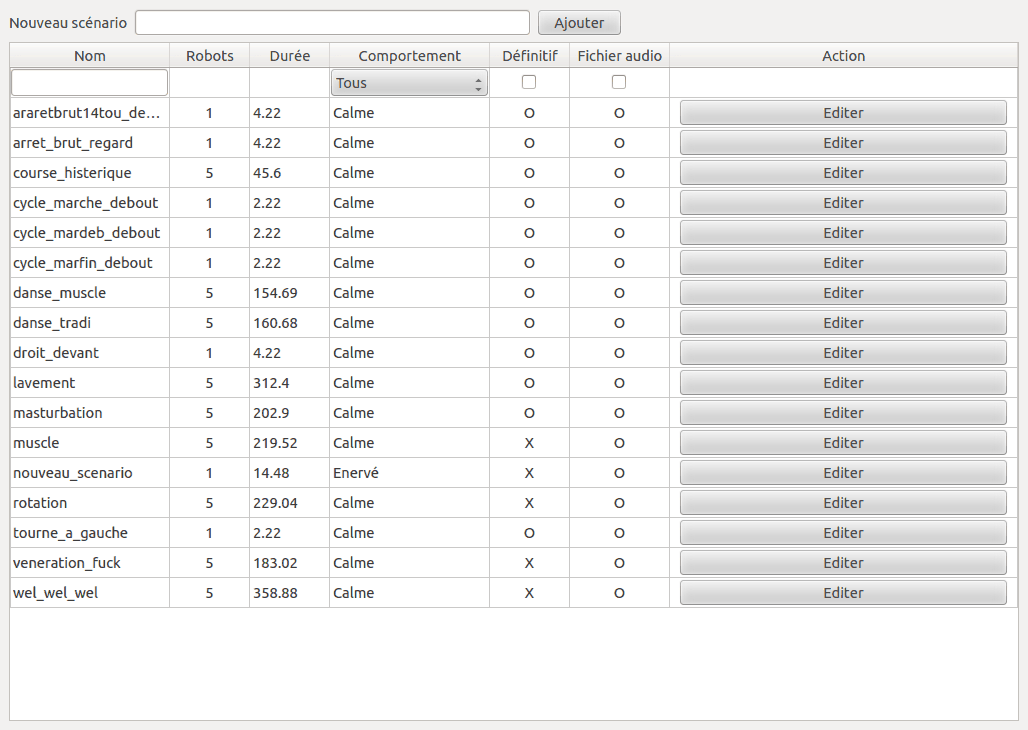 Nouveau scénario Ajouter
Nom Robots Durée Comportement Définitif Fichier audio Action
Tous
araretbrut14tou_de... 1 4.22 Calme O O Editer
arret_brut_regard 1 4.22 Calme O O Editer
course_histerique 5 45.6 Calme O O Editer
cycle_marche_debout 1 2.22 Calme O O Editer
cycle_mardeb_debout 1 2.22 Calme O O Editer
cycle_marfin_debout 1 2.22 Calme O O Editer
danse_muscle 5 154.69 Calme O O Editer
danse_tradi 5 160.68 Calme O O Editer
droit_devant 1 4.22 Calme O O Editer
lavement 5 312.4 Calme O O Editer
masturbation 5 202.9 Calme O O Editer
muscle 5 219.52 Calme X O Editer
nouveau_scenario 1 14.48 Enervé X O Editer
rotation 5 229.04 Calme X O Editer
tourne_a_gauche 1 2.22 Calme O O Editer
veneration_fuck 5 183.02 Calme X O Editer
wel_wel_wel 5 358.88 Calme X O Editer